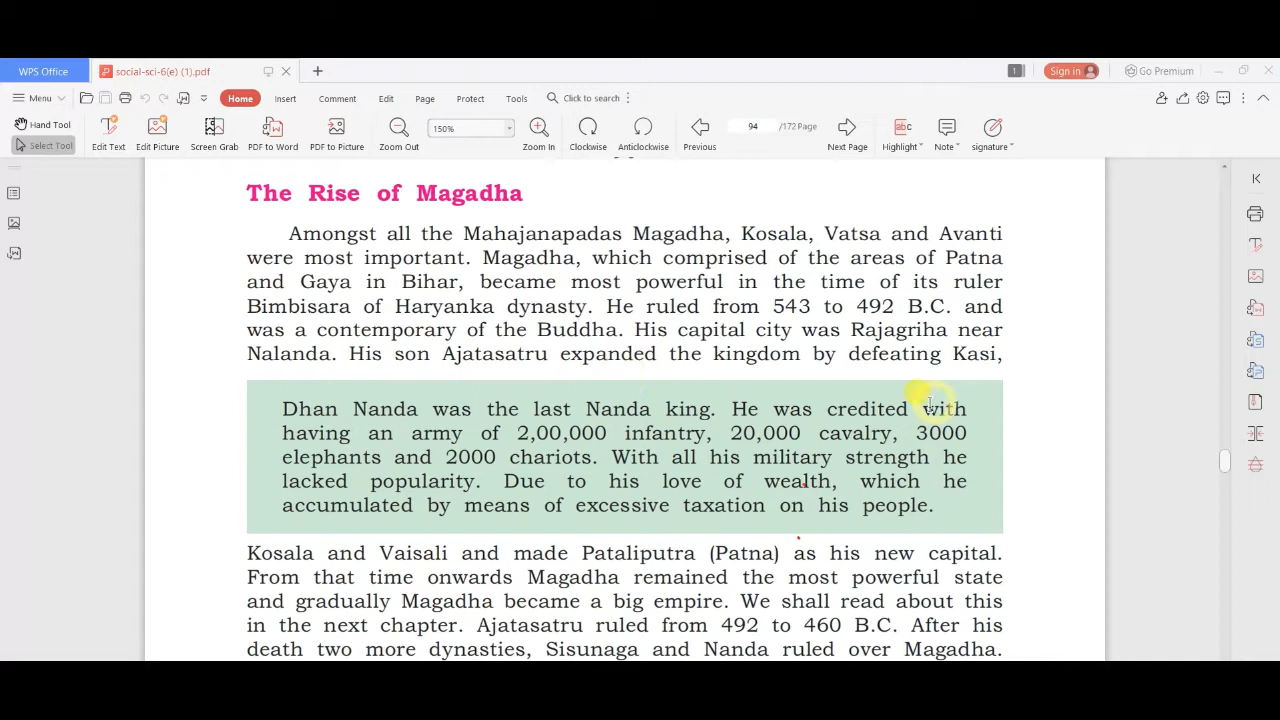 WPS Office
social-sci-6(e) (1).pdf
1
Sign in
Go Premium
Menu
Home
Insert
Comment
Edit
Page
Protect
Tools
Click to search
Hand Tool
Select Tool
Edit Text
Edit Picture
Screen Grab
PDF to Word
PDF to Picture
Zoom Out
150%
Zoom In
Clockwise
Anticlockwise
Previous
94 /172 Page
Next Page
Highlight
Note
signature
The Rise of Magadha
Amongst all the Mahajanapadas Magadha, Kosala, Vatsa and Avanti
were most important. Magadha, which comprised of the areas of Patna
and Gaya in Bihar, became most powerful in the time of its ruler
Bimbisara of Haryanka dynasty. He ruled from 543 to 492 B.C. and
was a contemporary of the Buddha. His capital city was Rajagriha near
Nalanda. His son Ajatasatru expanded the kingdom by defeating Kasi,
Dhan Nanda was the last Nanda king. He was credited with
having an army of 2,00,000 infantry, 20,000 cavalry, 3000
elephants and 2000 chariots. With all his military strength he
lacked popularity. Due to his love of wealth, which he
accumulated by means of excessive taxation on his people.
Kosala and Vaisali and made Pataliputra (Patna) as his new capital.
From that time onwards Magadha remained the most powerful state
and gradually Magadha became a big empire. We shall read about this
in the next chapter. Ajatasatru ruled from 492 to 460 B.C. After his
death two more dynasties, Sisunaga and Nanda ruled over Magadha.